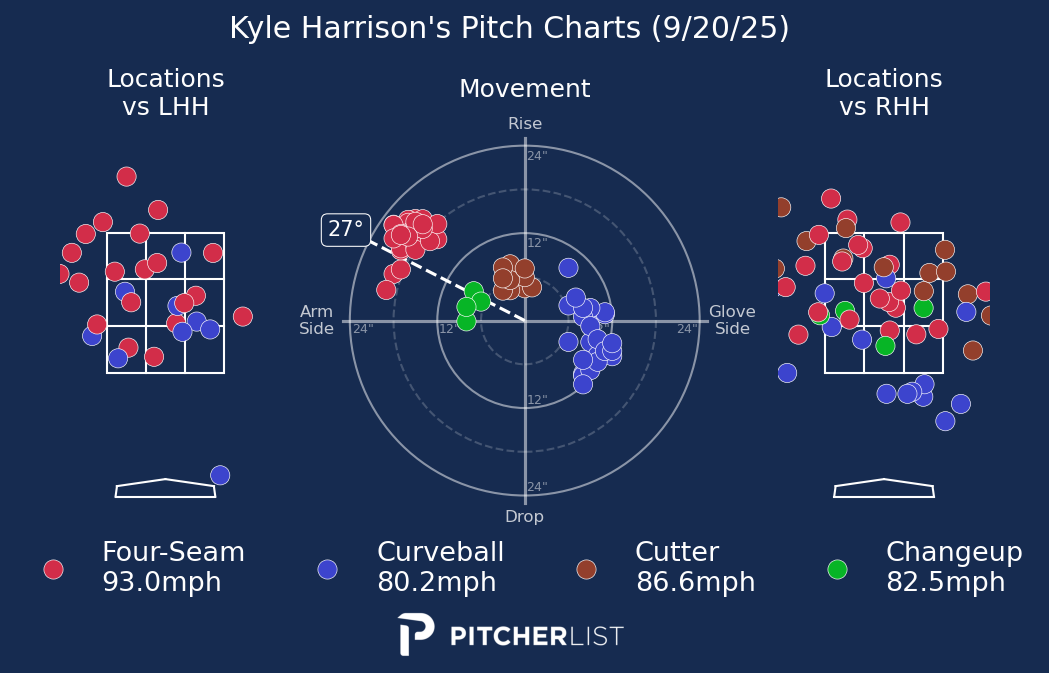 Kyle Harrison's Pitch Charts (9/20/25)
Locations
vs LHH
Movement
Locations
vs RHH
Rise
24"
27°
12"
Arm
Side
24"
12"
24"
Glove
Side
12"
24"
Drop
Four-Seam
93.0mph
Curveball
80.2mph
Cutter
86.6mph
Changeup
82.5mph
PITCHERLIST